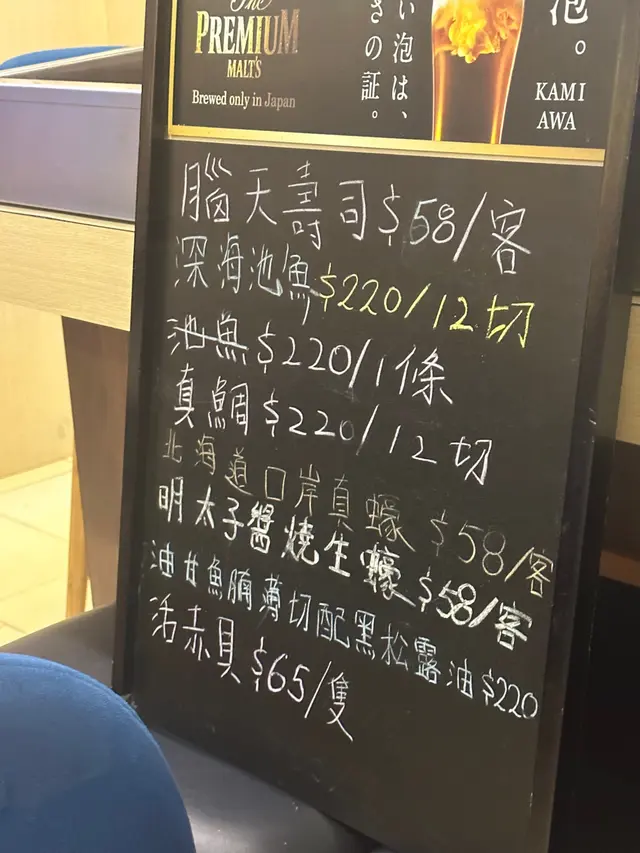 The
PREMIUM
MALT'S
Brewed only in Japan
い泡は、
さの証。
泡。
KAMI
AWA
腦天壽司$58/客
深海池魚$220/12切
池魚$220/1條
真鯛$220/12切
北海道口岸真蠔 $58/客
明太子醬燒生蠔$58/客
油甘魚腩薄切配黑松露油$220
活赤貝$65/隻